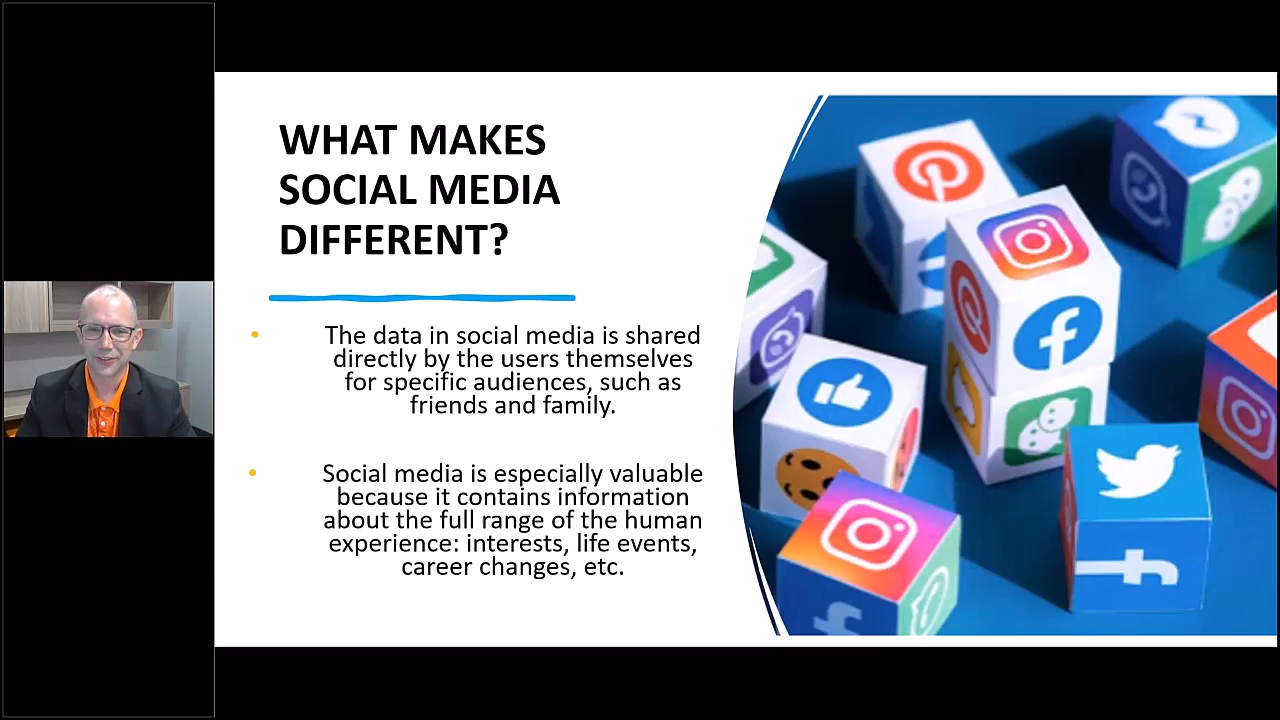 WHAT MAKES
SOCIAL MEDIA
DIFFERENT?
• The data in social media is shared
directly by the users themselves
for specific audiences, such as
friends and family.
• Social media is especially valuable
because it contains information
about the full range of the human
experience: interests, life events,
career changes, etc.